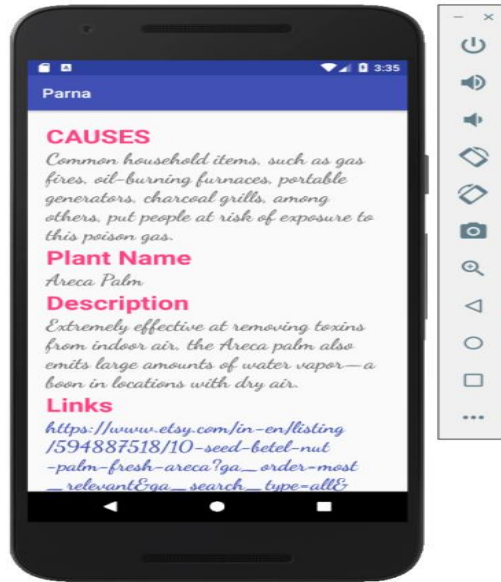 3:35
Parna
CAUSES
Common household items, such as gas
fires, oil-burning furnaces, portable
generators, charcoal grills, among
others, put people at risk of exposure to
this poison gas.
Plant Name
Areca Palm
Description
Extremely effective at removing toxins
from indoor air, the Areca palm also
emits large amounts of water vapor—a
boon in locations with dry air.
Links
https://www.etsy.com/in-en/listing
/594887518/10-seed-betel-nut
-palm-fresh-areca?ga_order=most
_relevant&ga_search_type=all&